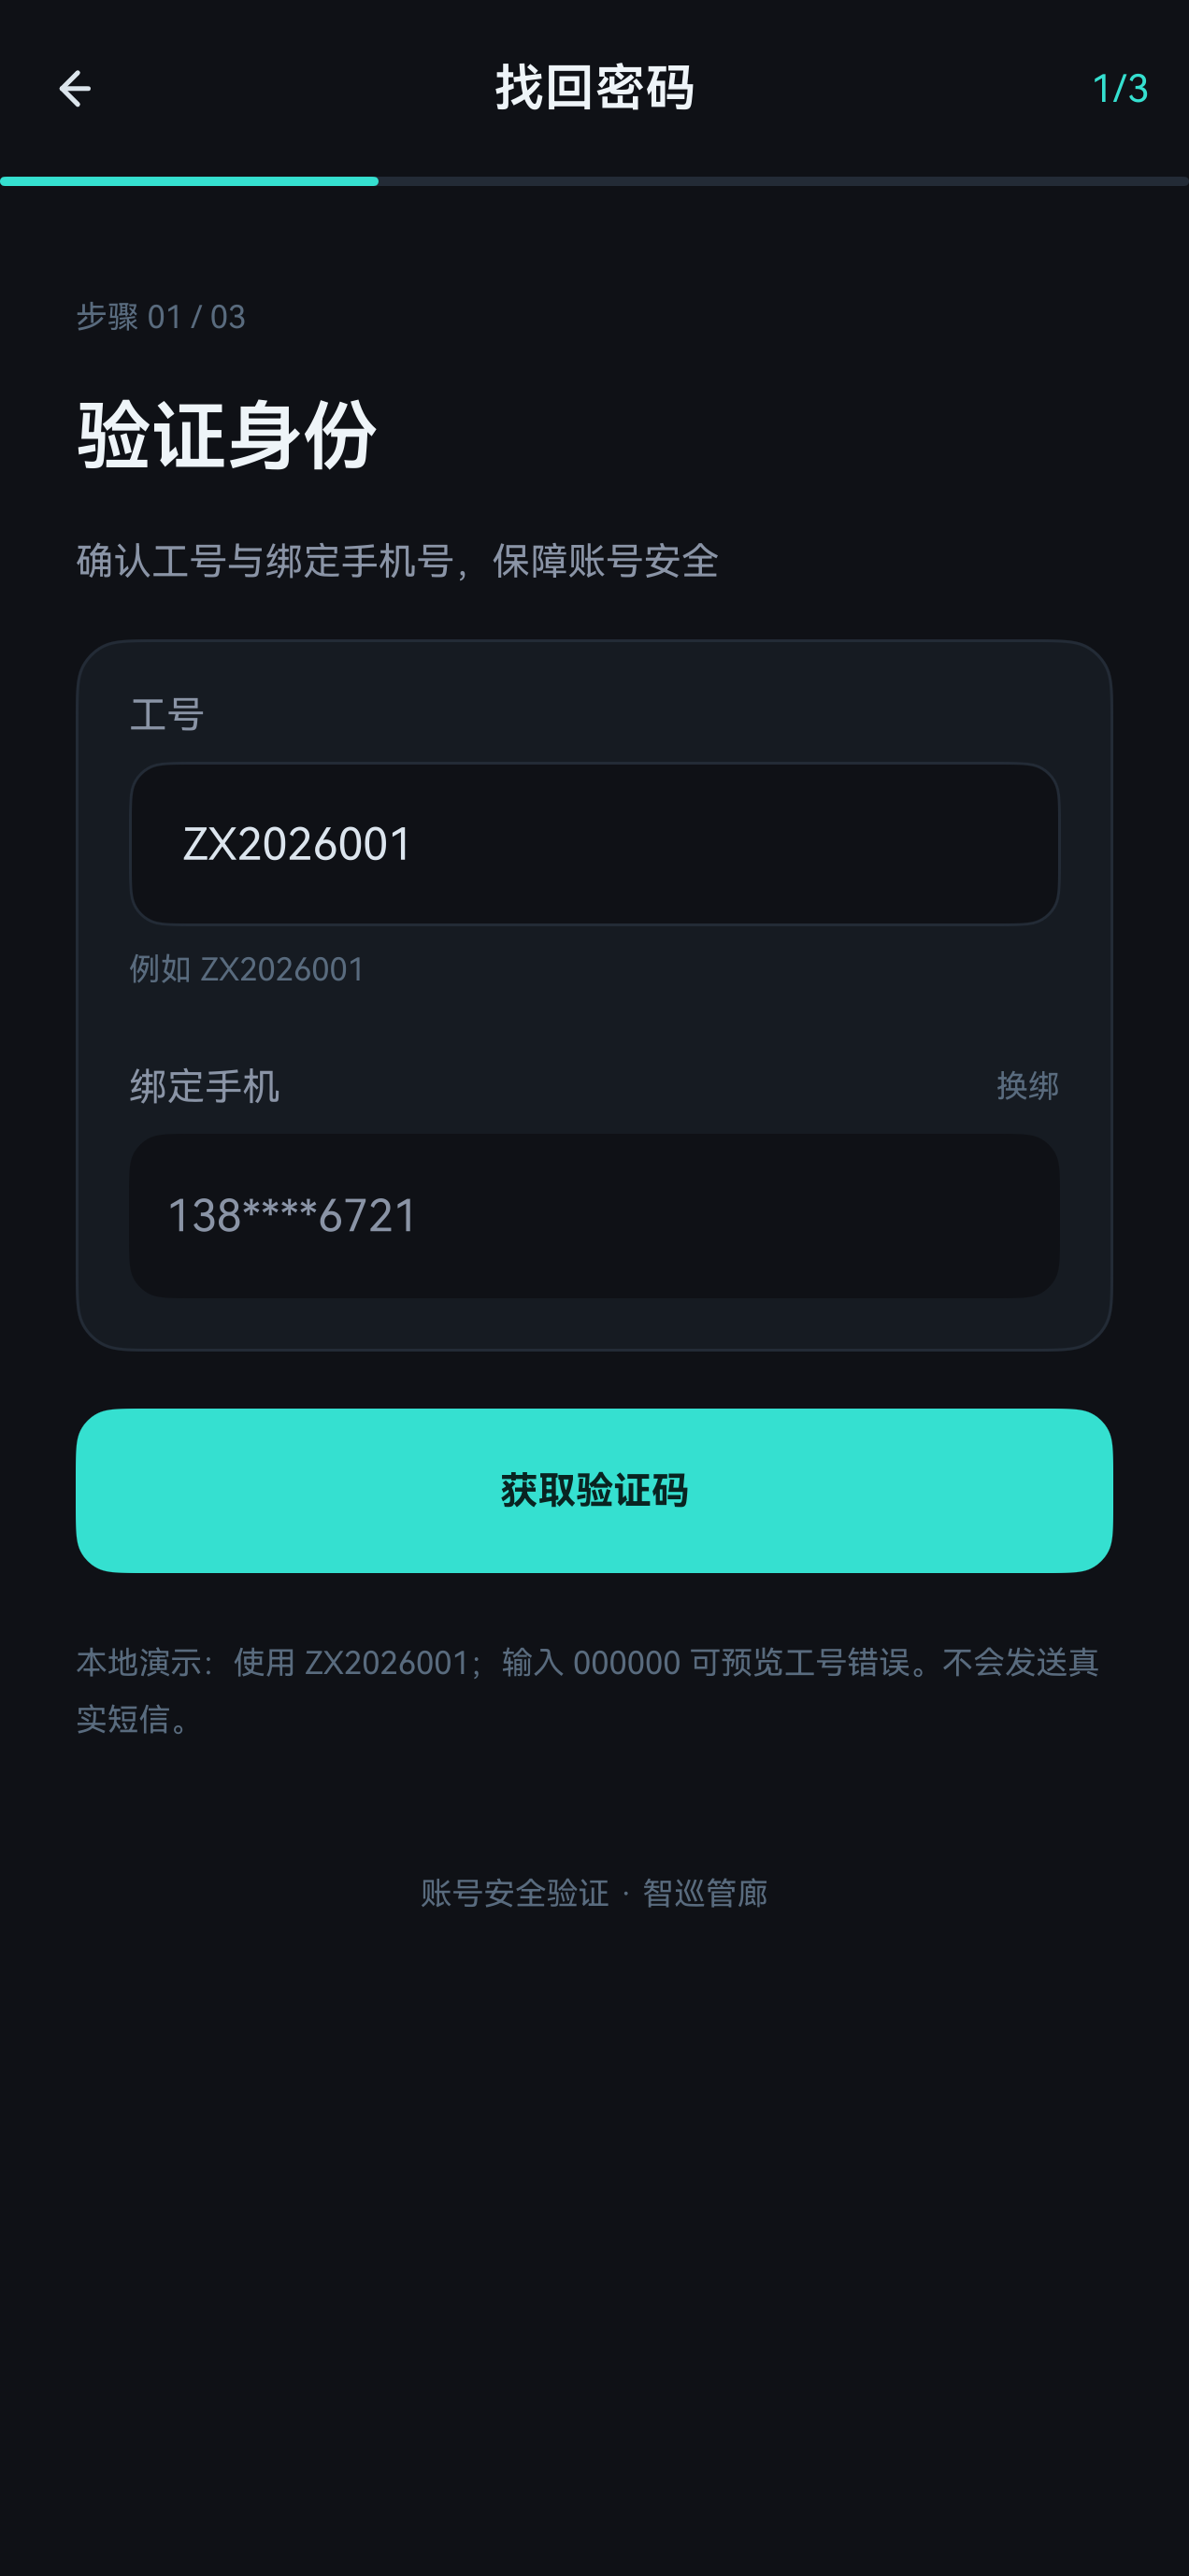 找回密码
1/3
步骤 01 / 03
验证身份
确认工号与绑定手机号，保障账号安全
工号
ZX2026001
例如 ZX2026001
绑定手机
换绑
138****6721
获取验证码
本地演示：使用 ZX2026001；输入 000000 可预览工号错误。不会发送真
实短信。
账号安全验证 · 智巡管廊